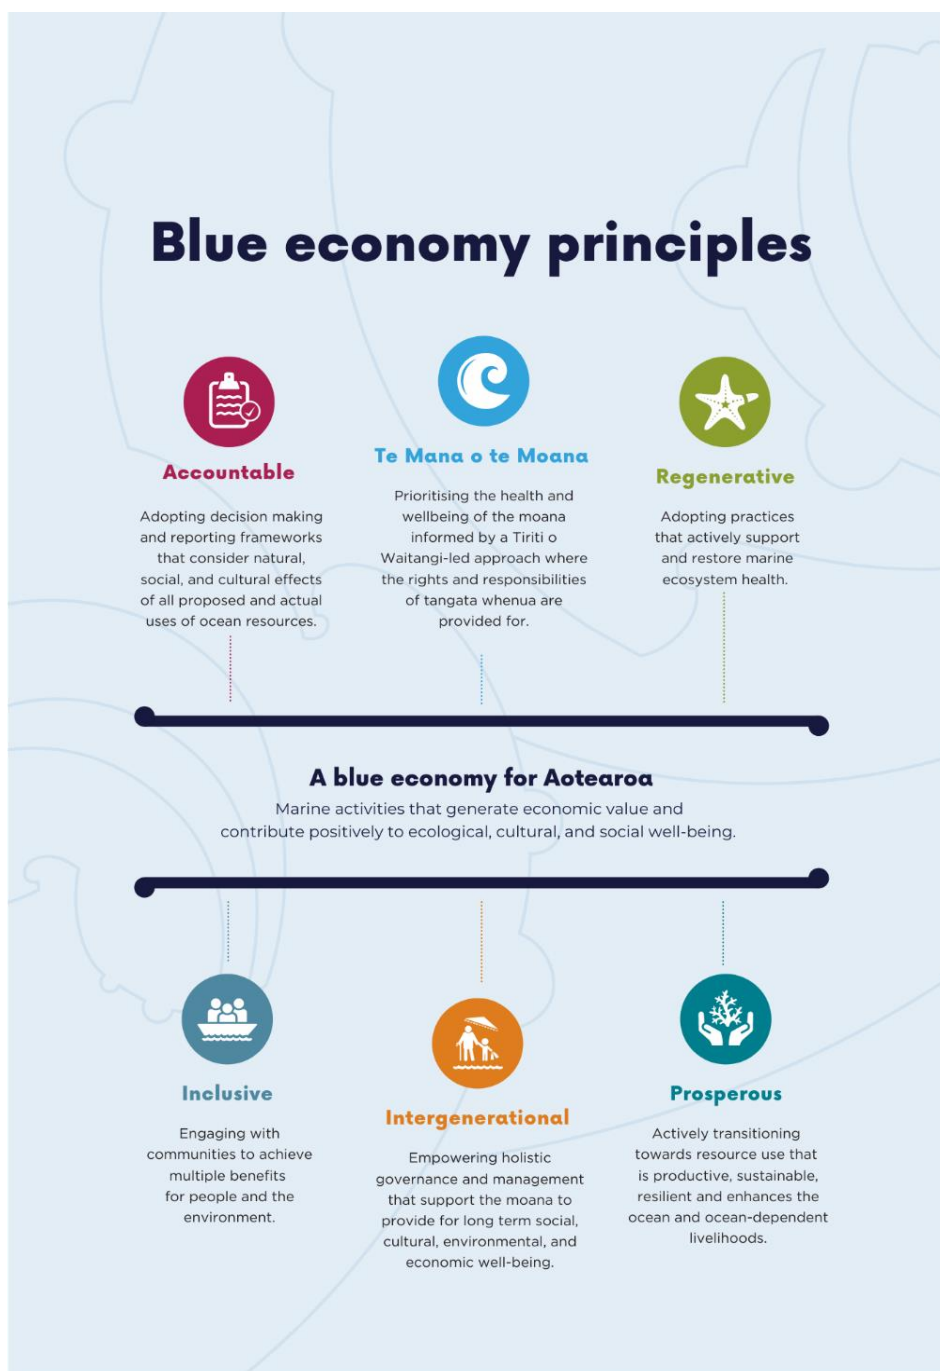 Blue economy principles
Accountable
Adopting decision making
and reporting frameworks
that consider natural,
social, and cultural effects
of all proposed and actual
uses of ocean resources.
Te Mana o te Moana
Prioritising the health and
wellbeing of the moana
informed by a Tiriti o
Waitangi-led approach where
the rights and responsibilities
of tangata whenua are
provided for.
Regenerative
Adopting practices
that actively support
and restore marine
ecosystem health.
A blue economy for Aotearoa
Marine activities that generate economic value and
contribute positively to ecological, cultural, and social well-being.
Inclusive
Engaging with
communities to achieve
multiple benefits
for people and the
environment.
Intergenerational
Empowering holistic
governance and management
that support the moana to
provide for long term social,
cultural, environmental, and
economic well-being.
Prosperous
Actively transitioning
towards resource use that
is productive, sustainable,
resilient and enhances the
ocean and ocean-dependent
livelihoods.